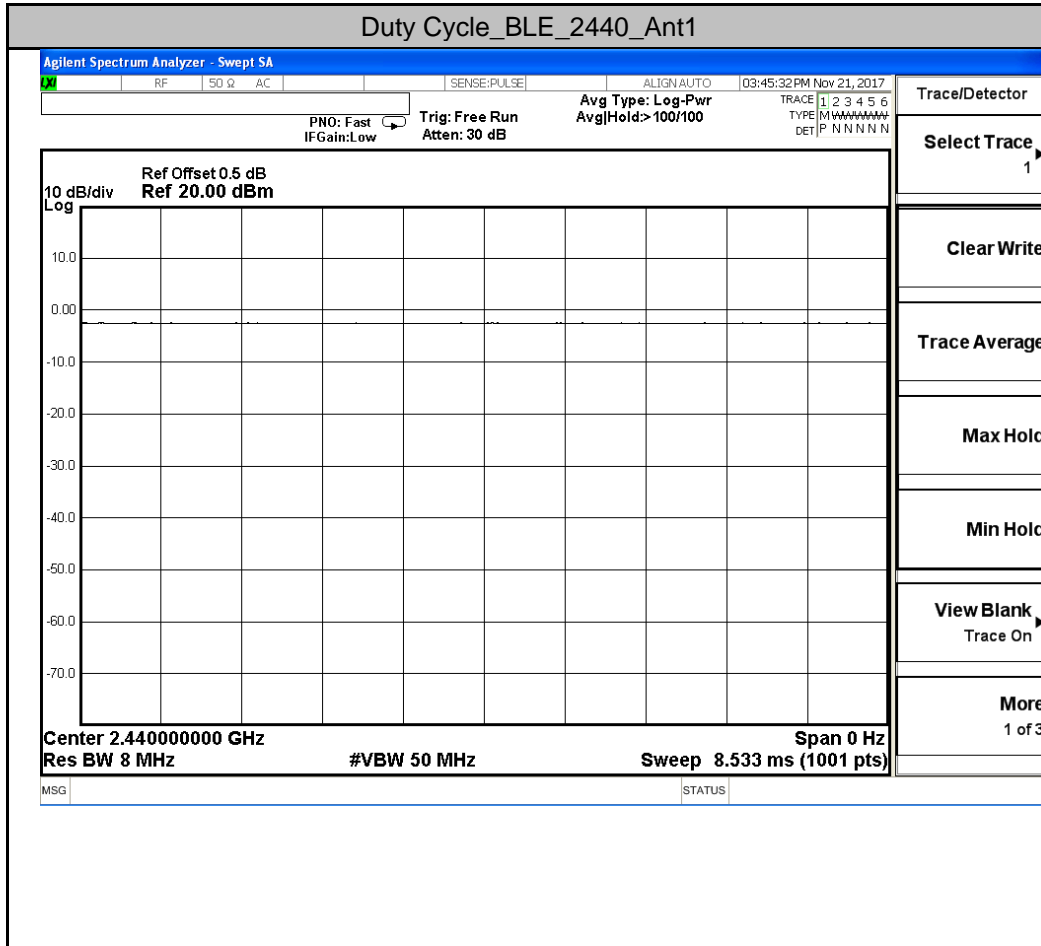 Duty Cycle_BLE_2440_Ant1
Agilent Spectrum Analyzer - Swept SA
LXI RF 50 Ω AC SENSE:PULSE ALIGN AUTO 03:45:32 PM Nov 21, 2017
PNO: Fast
IFGain:Low
Trig: Free Run
Atten: 30 dB
Avg Type: Log-Pwr
Avg|Hold:>100/100
TRACE 1 2 3 4 5 6
TYPE M
DET P N N N N N
Ref Offset 0.5 dB
10 dB/div Ref 20.00 dBm
Log
10.0
0.00
-10.0
-20.0
-30.0
-40.0
-50.0
-60.0
-70.0
Center 2.440000000 GHz Span 0 Hz
Res BW 8 MHz #VBW 50 MHz Sweep 8.533 ms (1001 pts)
MSG STATUS
Trace/Detector
Select Trace
1
Clear Write
Trace Average
Max Hold
Min Hold
View Blank
Trace On
More
1 of 3